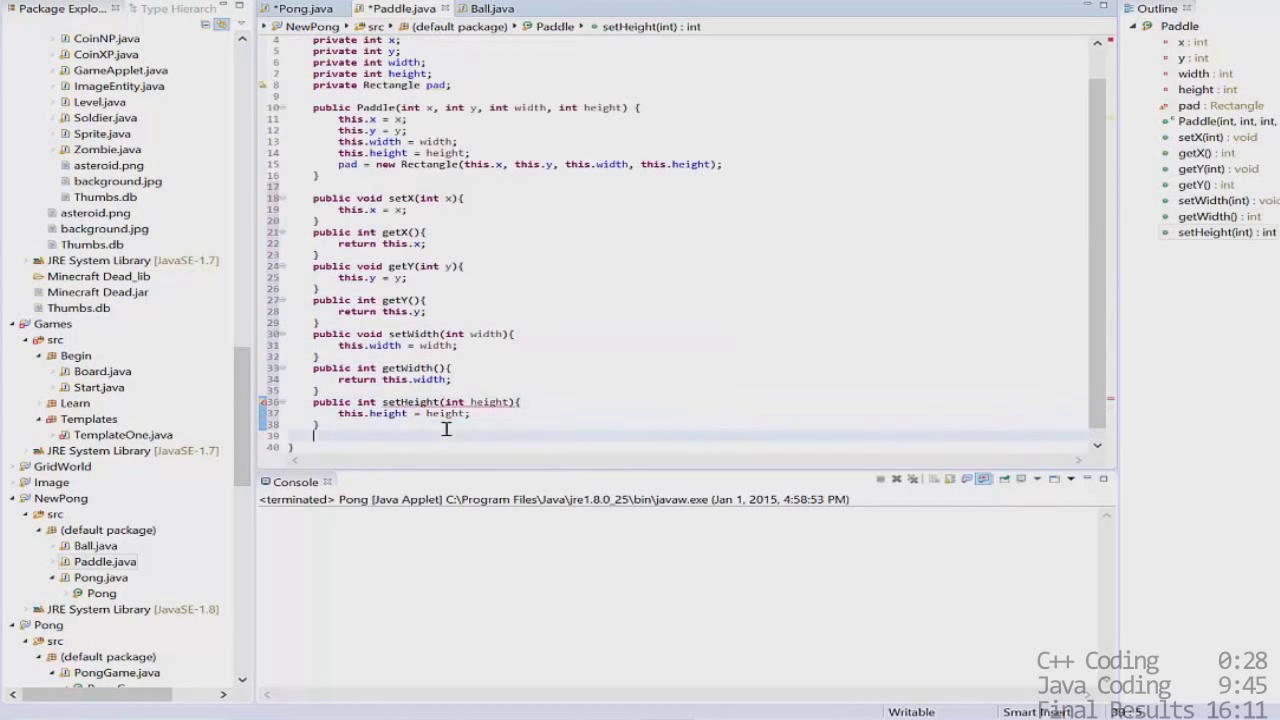 Package Explo...
Type Hierarch
*Pong.java
*Paddle.java
Ball.java
Outline
NewPong
src
(default package)
Paddle
setHeight(int) : int
CoinNP.java
CoinXP.java
GameApplet.java
ImageEntity.java
Level.java
Soldier.java
Sprite.java
Zombie.java
asteroid.png
background.jpg
Thumbs.db
asteroid.png
background.jpg
Thumbs.db
JRE System Library [JavaSE-1.7]
Minecraft Dead_lib
Minecraft Dead.jar
Thumbs.db
Games
src
Begin
Board.java
Start.java
Learn
Templates
TemplateOne.java
JRE System Library [JavaSE-1.7]
GridWorld
Image
NewPong
src
(default package)
Ball.java
Paddle.java
Pong.java
Pong
JRE System Library [JavaSE-1.8]
Pong
src
(default package)
PongGame.java
4 private int x;
5 private int y;
6 private int width;
7 private int height;
8 private Rectangle pad;
9
10 public Paddle(int x, int y, int width, int height) {
11 this.x = x;
12 this.y = y;
13 this.width = width;
14 this.height = height;
15 pad = new Rectangle(this.x, this.y, this.width, this.height);
16 }
17
18 public void setX(int x){
19 this.x = x;
20 }
21 public int getX(){
22 return this.x;
23 }
24 public void getY(int y){
25 this.y = y;
26 }
27 public int getY(){
28 return this.y;
29 }
30 public void setWidth(int width){
31 this.width = width;
32 }
33 public int getWidth(){
34 return this.width;
35 }
36 public int setHeight(int height){
37 this.height = height;
38 }
39
40 }
Paddle
x : int
y : int
width : int
height : int
pad : Rectangle
Paddle(int, int, int,
setX(int) : void
getX() : int
getY(int) : void
getY() : int
setWidth(int) : voi
getWidth() : int
setHeight(int) : int
Console
<terminated> Pong [Java Applet] C:\Program Files\Java\jre1.8.0_25\bin\javaw.exe (Jan 1, 2015, 4:58:53 PM)
C++ Coding 0:28
Java Coding 9:45
Final Results 16:11
Writable
Smart Insert